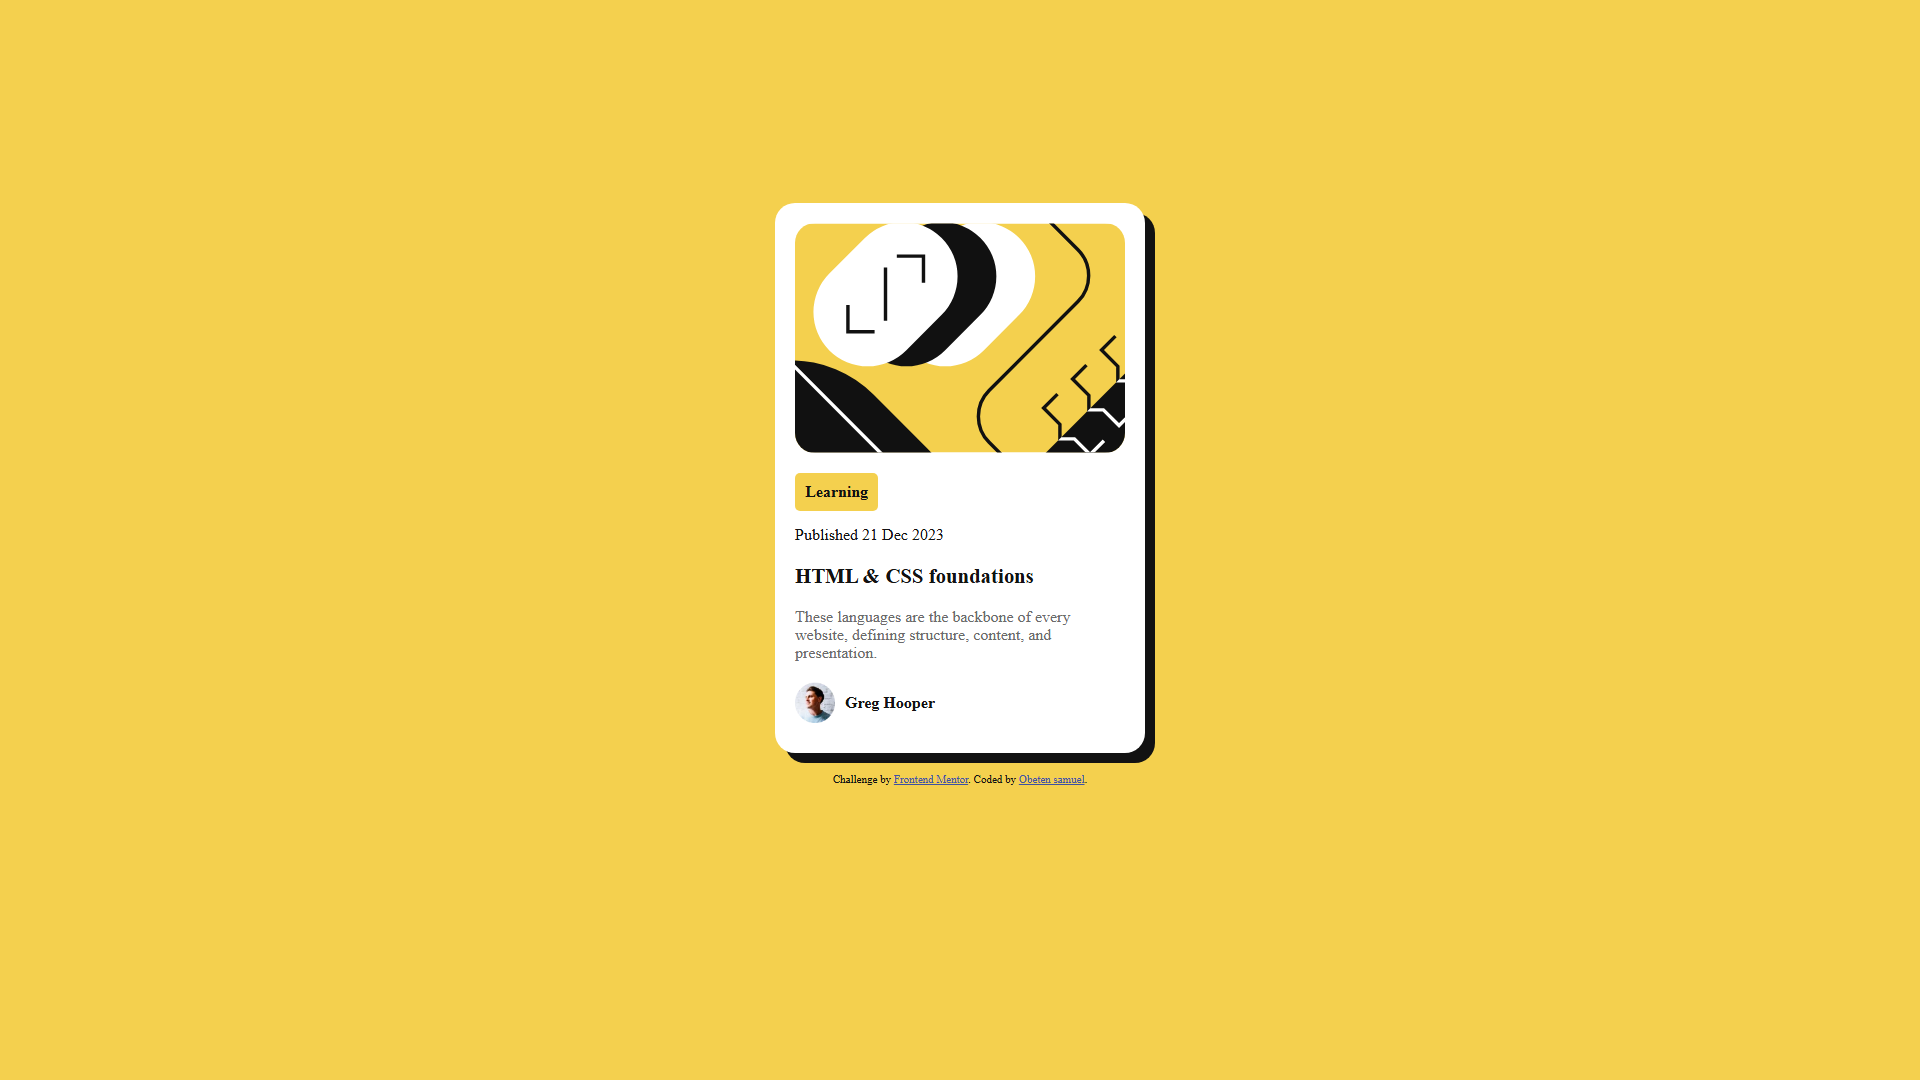 Learning
Published 21 Dec 2023
HTML & CSS foundations
These languages are the backbone of every
website, defining structure, content, and
presentation.
Greg Hooper
Challenge by Frontend Mentor. Coded by Obeten samuel.